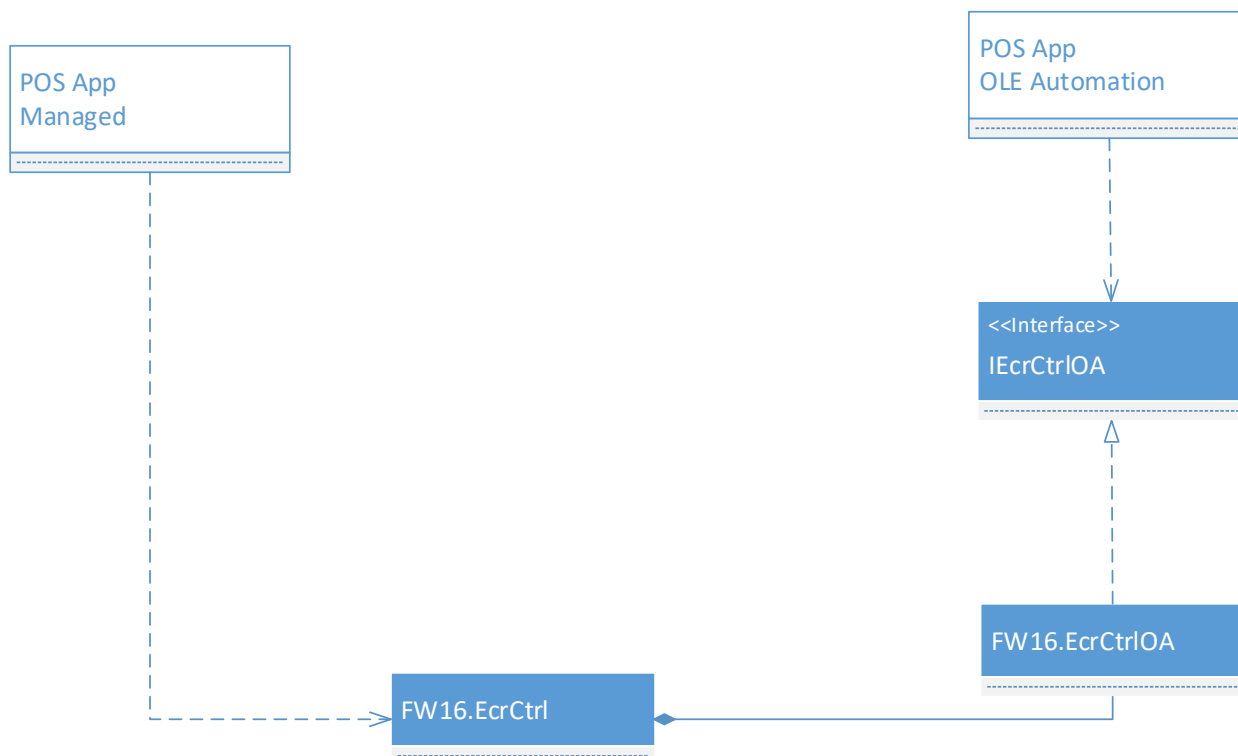 POS App
Managed
POS App
OLE Automation
<<Interface>>
IEcrCtrlOA
FW16.EcrCtrlOA
FW16.EcrCtrl